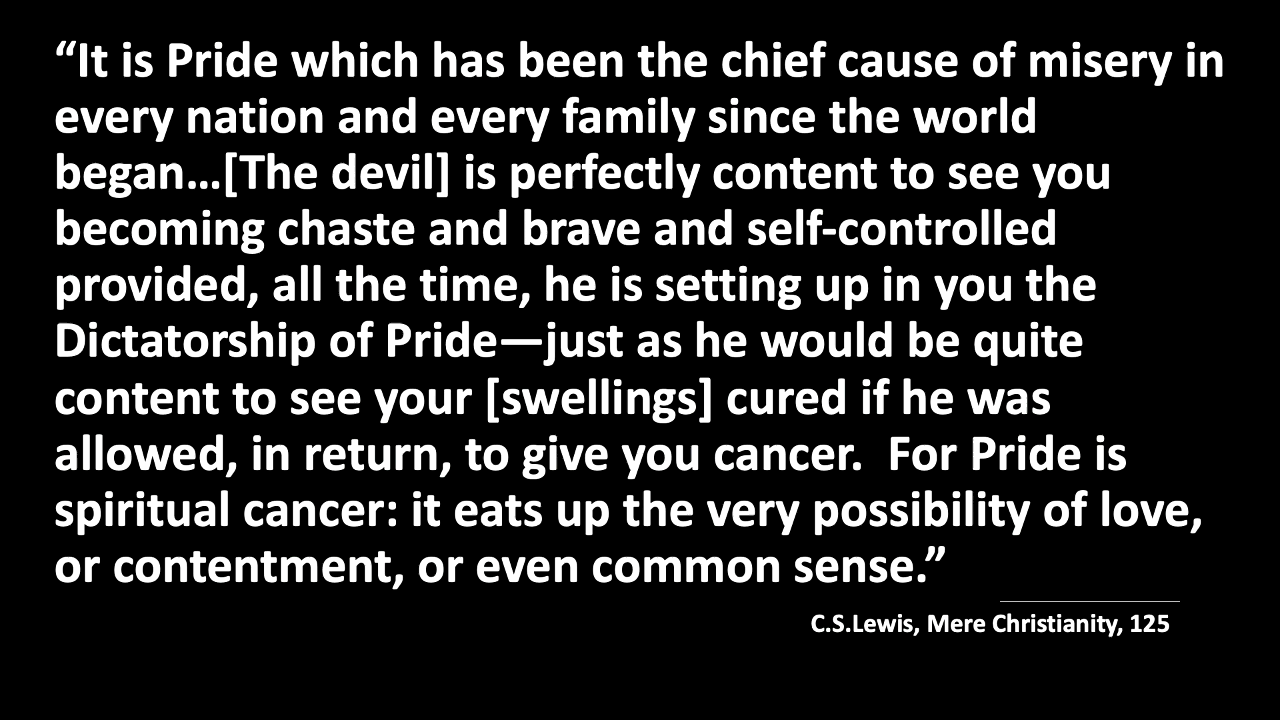 “It is Pride which has been the chief cause of misery in
every nation and every family since the world
began…[The devil] is perfectly content to see you
becoming chaste and brave and self-controlled
provided, all the time, he is setting up in you the
Dictatorship of Pride—just as he would be quite
content to see your [swellings] cured if he was
allowed, in return, to give you cancer.  For Pride is
spiritual cancer: it eats up the very possibility of love,
or contentment, or even common sense.”
C.S.Lewis, Mere Christianity, 125